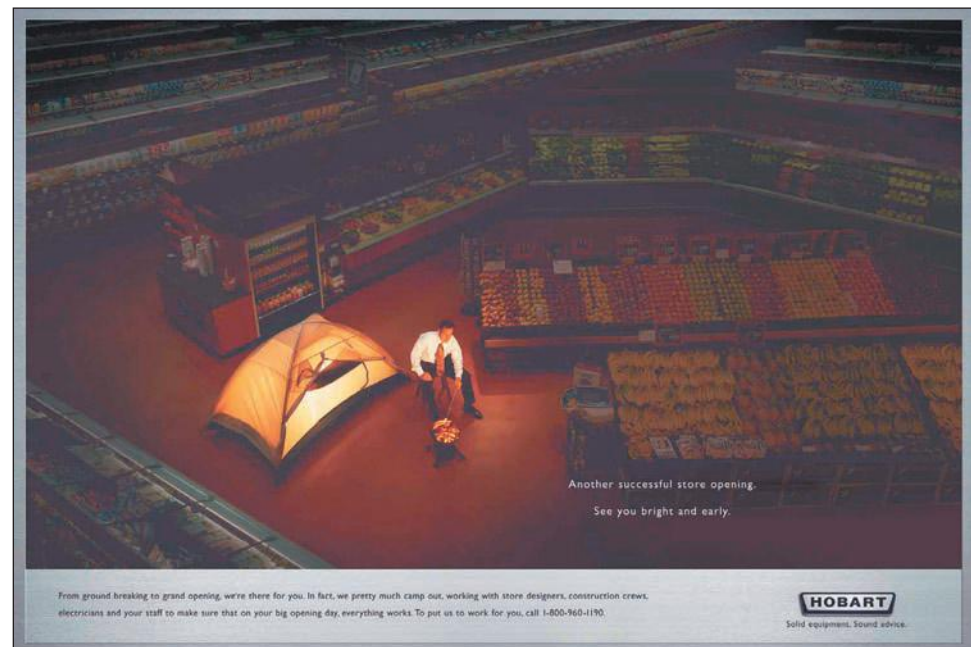 Another successful store opening.
See you bright and early.
From ground breaking to grand opening, we're there for you. In fact, we pretty much camp out, working with store designers, construction crews,
electricians and your staff to make sure that on your big opening day, everything works. To put us to work for you, call 1-800-960-1190.
HOBART
Solid equipment. Sound advice.